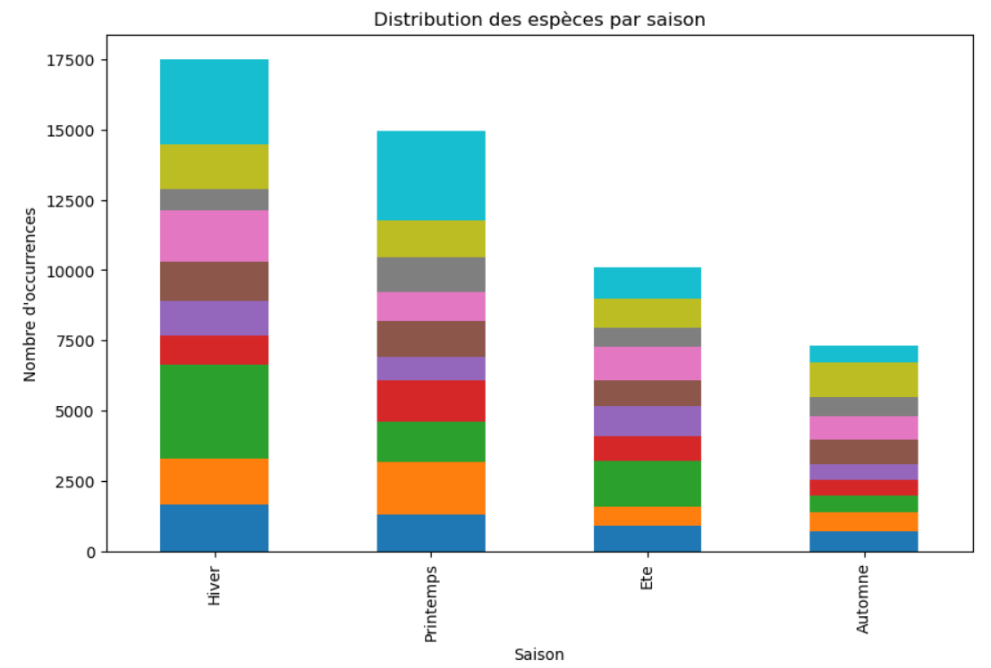 Distribution des espèces par saison
17500
15000
12500
10000
7500
5000
2500
0
Nombre d'occurrences
Hiver
Printemps
Ete
Automne
Saison